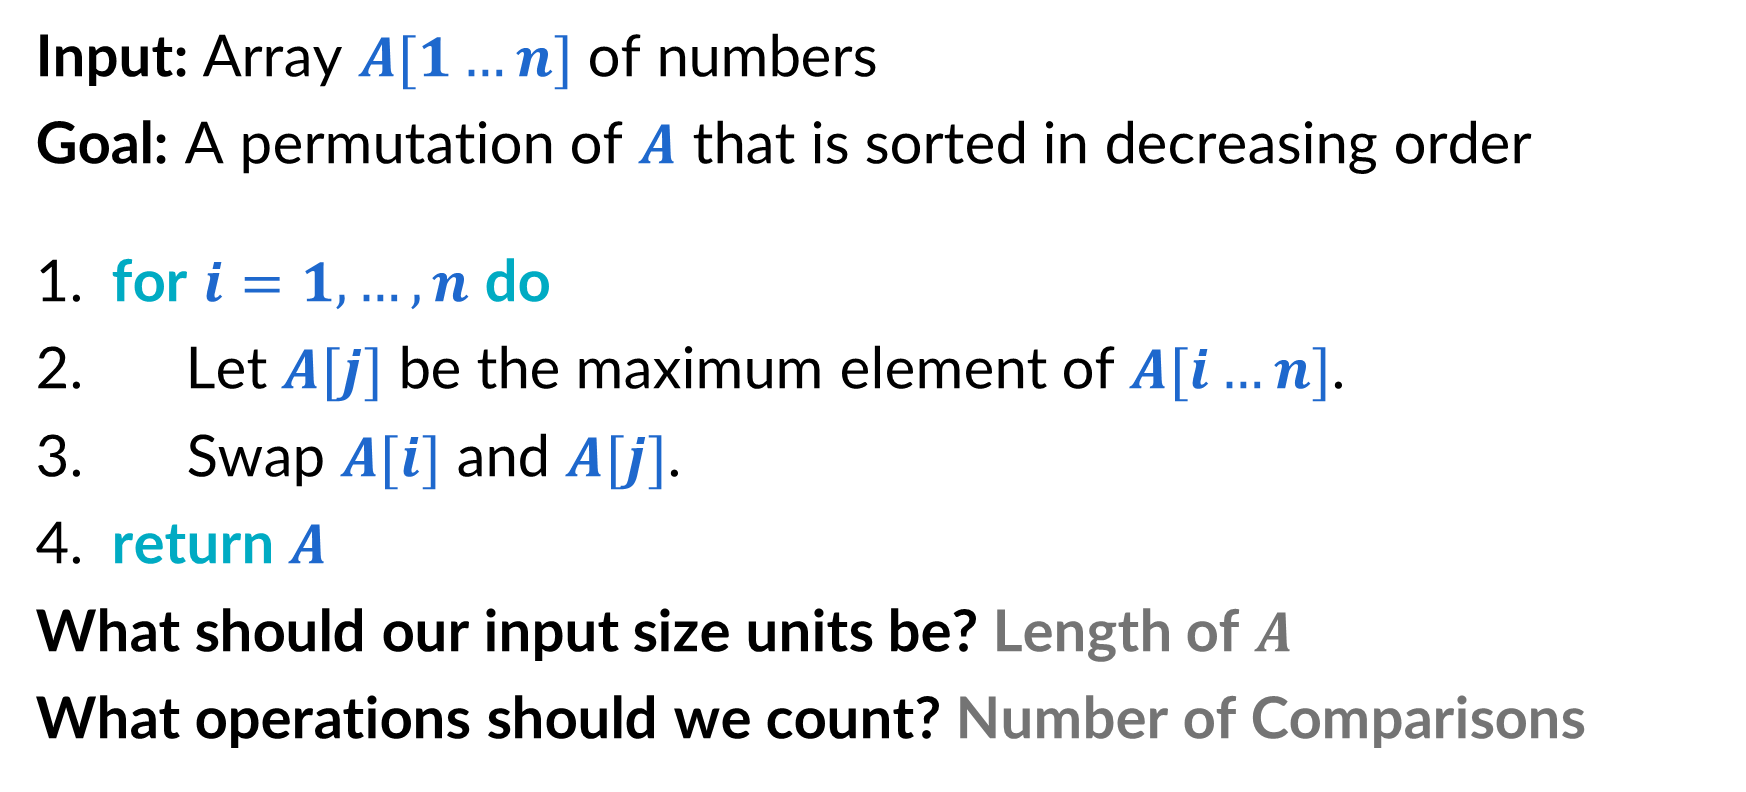 Input: Array A[1 … n] of numbers
Goal: A permutation of A that is sorted in decreasing order
1. for i = 1, … , n do
2. Let A[j] be the maximum element of A[i … n].
3. Swap A[i] and A[j].
4. return A
What should our input size units be? Length of A
What operations should we count? Number of Comparisons